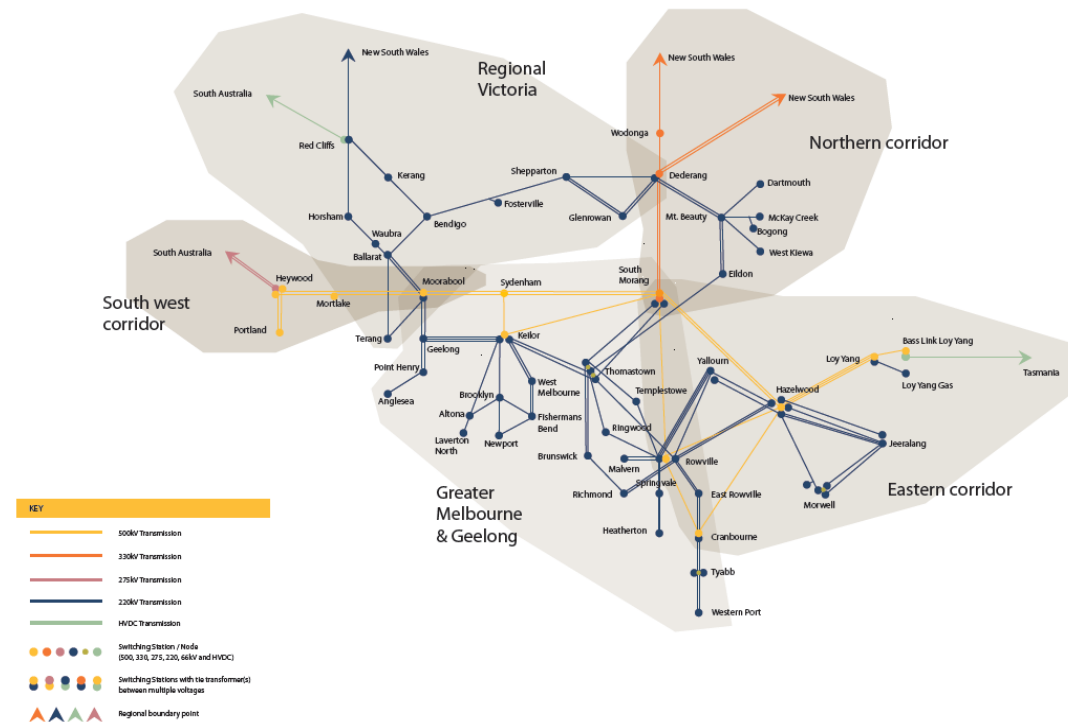 New South Wales
Regional
Victoria
New South Wales
South Australia
New South Wales
Red Cliffs
Wodonga
Northern corridor
Kerang
Shepparton
Dederang
Dartmouth
Fosterville
Glenrowan
Mt. Beauty
McKay Creek
Horsham
Bendigo
Bogong
Waubra
West Kiewa
South Australia
Ballarat
Heywood
Moorabool
Sydenham
South
Morang
Eildon
South west
corridor
Mortlake
Portland
Terang
Geelong
Keilor
Bass Link Loy Yang
Point Henry
Thomastown
Yallourn
Loy Yang
Tasmania
West
Melbourne
Templestowe
Hazelwood
Loy Yang Gas
Anglesea
Brooklyn
Altona
Fishermans
Bend
Ringwood
Laverton
North
Newport
Brunswick
Malvern
Rowville
Jeeralang
Springvale
Richmond
East Rowville
Morwell
Eastern corridor
Greater
Melbourne
& Geelong
Heatherton
Cranbourne
Tyabb
Western Port
KEY
500kV Transmission
330kV Transmission
275kV Transmission
220kV Transmission
HVDC Transmission
Switching Station / Node
(500, 330, 275, 220, 66kV and HVDC)
Switching Stations with tie transformer(s)
between multiple voltages
Regional boundary point